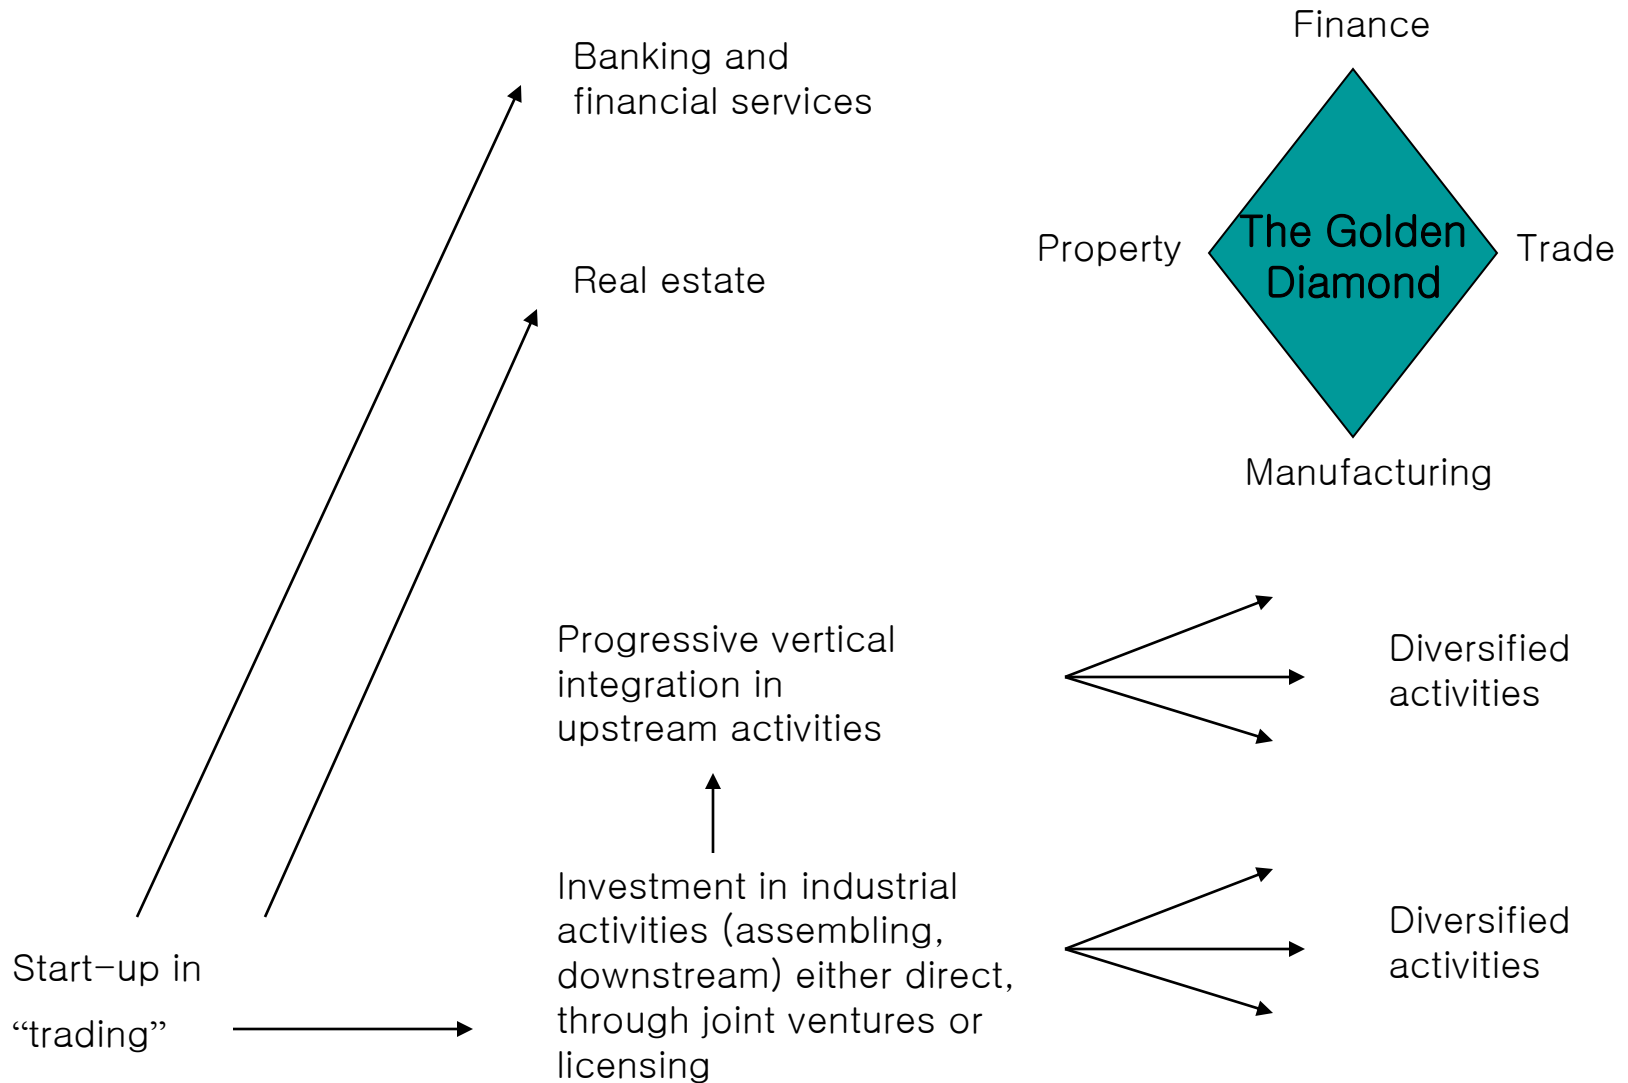 Finance
Banking and
financial services
Property
The Golden
Diamond
Trade
Real estate
Manufacturing
Progressive vertical
integration in
upstream activities
Diversified
activities
Investment in industrial
activities (assembling,
downstream) either direct,
through joint ventures or
licensing
Diversified
activities
Start-up in
“trading”